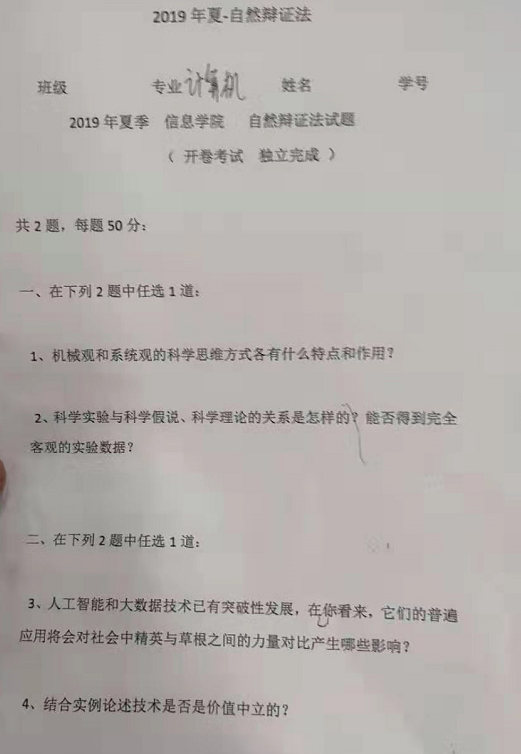 2019 年夏-自然辩证法
班级 专业 计算机 姓名 学号
2019 年夏季 信息学院 自然辩证法试题
（ 开卷考试 独立完成 ）
共 2 题，每题 50 分：
一、在下列 2 题中任选 1 道：
1、机械观和系统观的科学思维方式各有什么特点和作用？
2、科学实验与科学假说、科学理论的关系是怎样的？能否得到完全
客观的实验数据？
二、在下列 2 题中任选 1 道：
3、人工智能和大数据技术已有突破性发展，在你看来，它们的普遍
应用将会对社会中精英与草根之间的力量对比产生哪些影响？
4、结合实例论述技术是否是价值中立的？